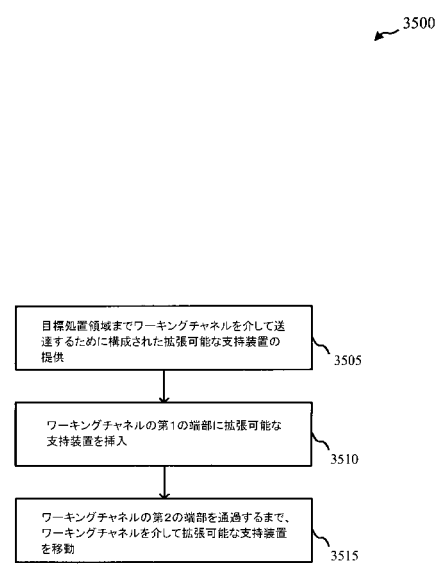 3500
目標処置領域までワーキングチャネルを介して送
達するために構成された拡張可能な支持装置の
提供
3505
ワーキングチャネルの第1の端部に拡張可能な
支持装置を挿入
3510
ワーキングチャネルの第2の端部を通過するまで、
ワーキングチャネルを介して拡張可能な支持装置
を移動
3515